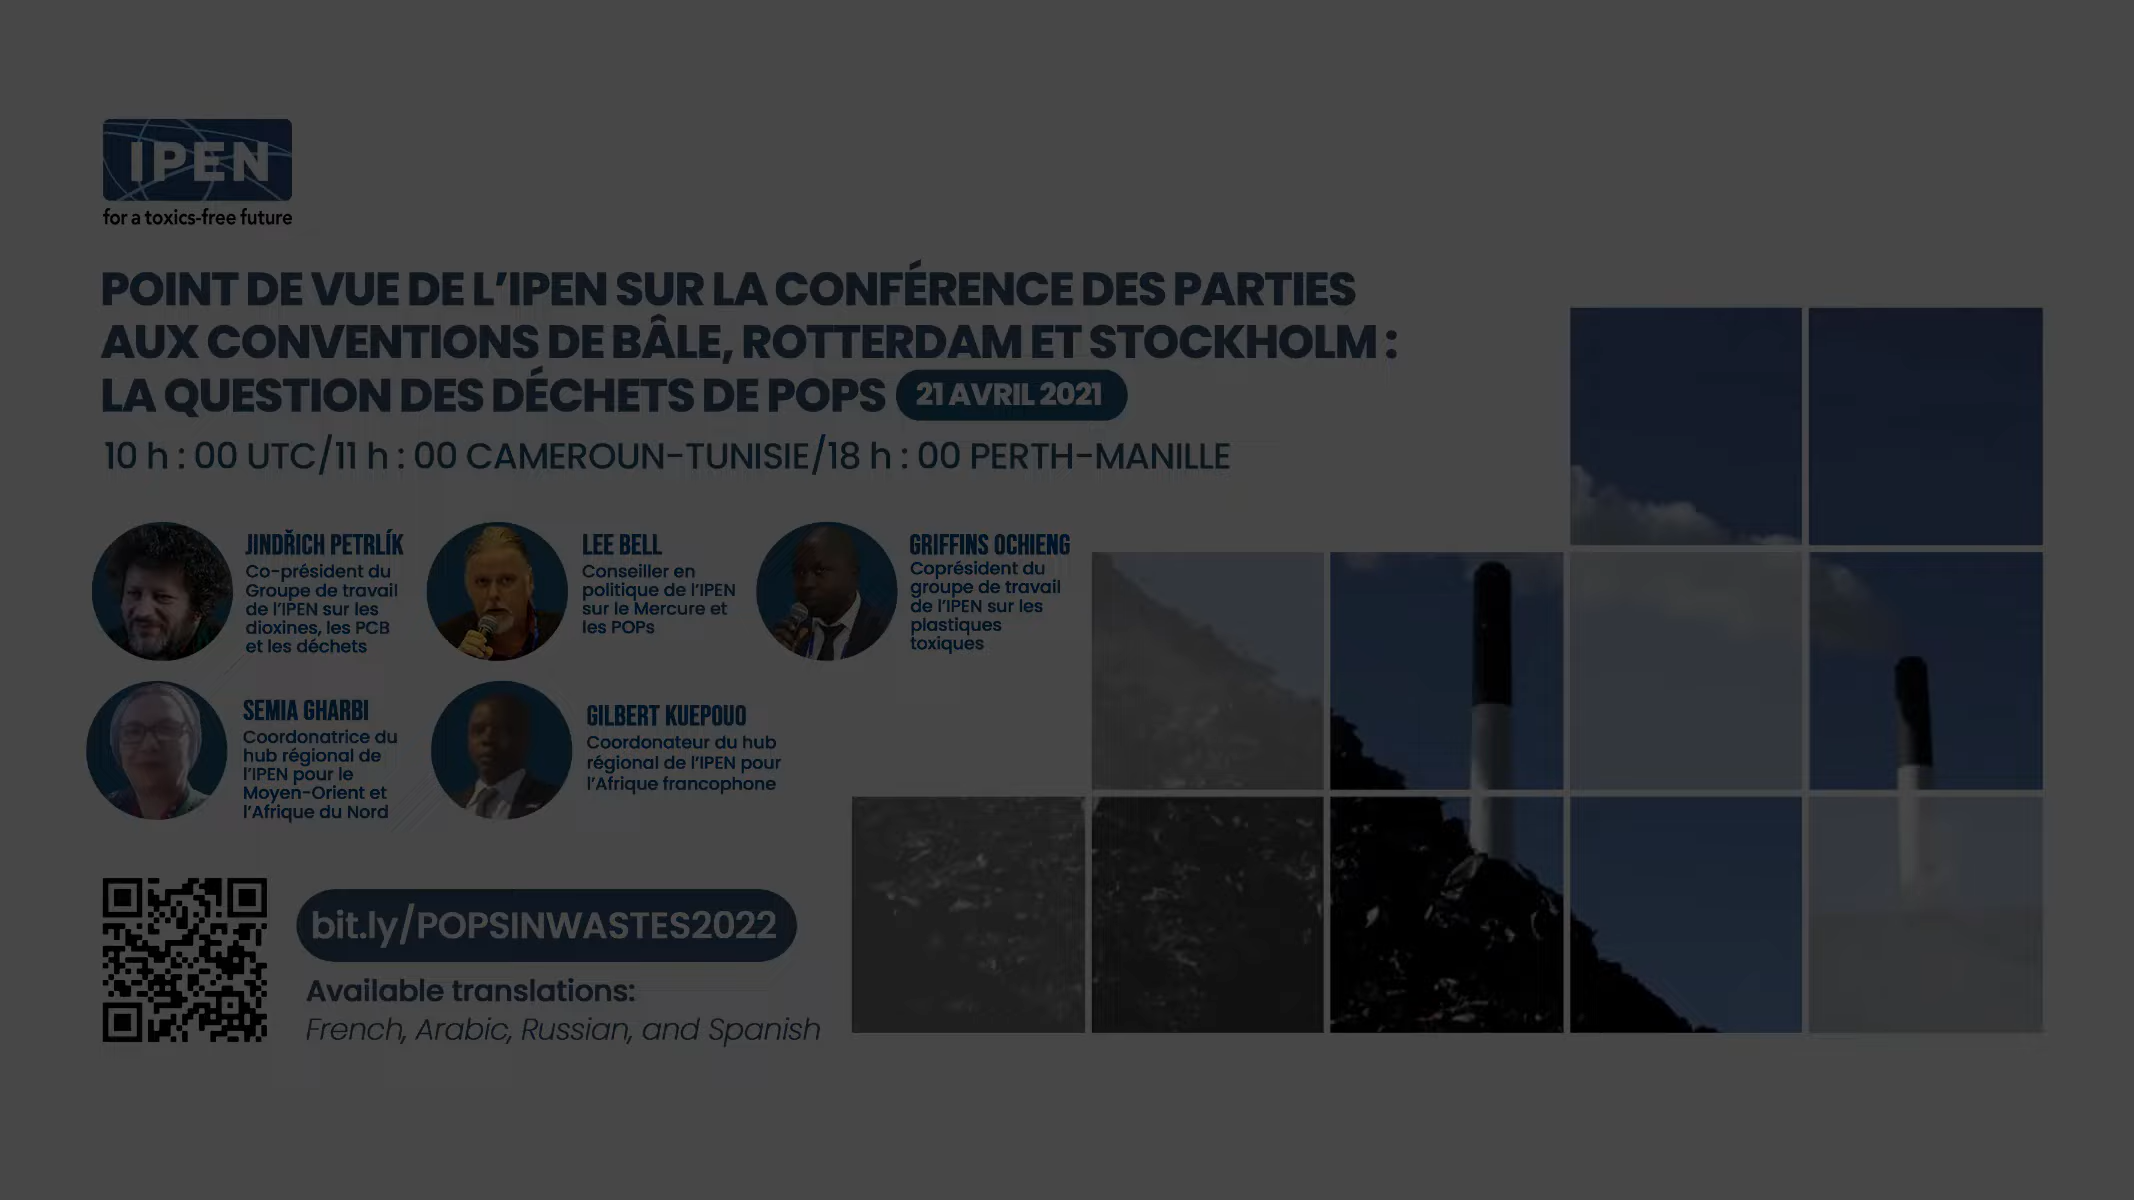 IPEN
for a toxics-free future
POINT DE VUE DE L'IPEN SUR LA CONFÉRENCE DES PARTIES
AUX CONVENTIONS DE BÂLE, ROTTERDAM ET STOCKHOLM :
LA QUESTION DES DÉCHETS DE POPS 21 AVRIL 2021
10 h : 00 UTC/11 h : 00 CAMEROUN-TUNISIE/18 h : 00 PERTH-MANILLE
JINDŘICH PETRLÍK
Co-président du
Groupe de travail
de l'IPEN sur les
dioxines, les PCB
et les déchets
LEE BELL
Conseiller en
politique de l'IPEN
sur le Mercure et
les POPs
GRIFFINS OCHIENG
Coprésident du
groupe de travail
de l'IPEN sur les
plastiques
toxiques
SEMIA GHARBI
Coordonatrice du
hub régional de
l'IPEN pour le
Moyen-Orient et
l'Afrique du Nord
GILBERT KUEPOUO
Coordonateur du hub
régional de l'IPEN pour
l'Afrique francophone
bit.ly/POPSINWASTES2022
Available translations:
French, Arabic, Russian, and Spanish